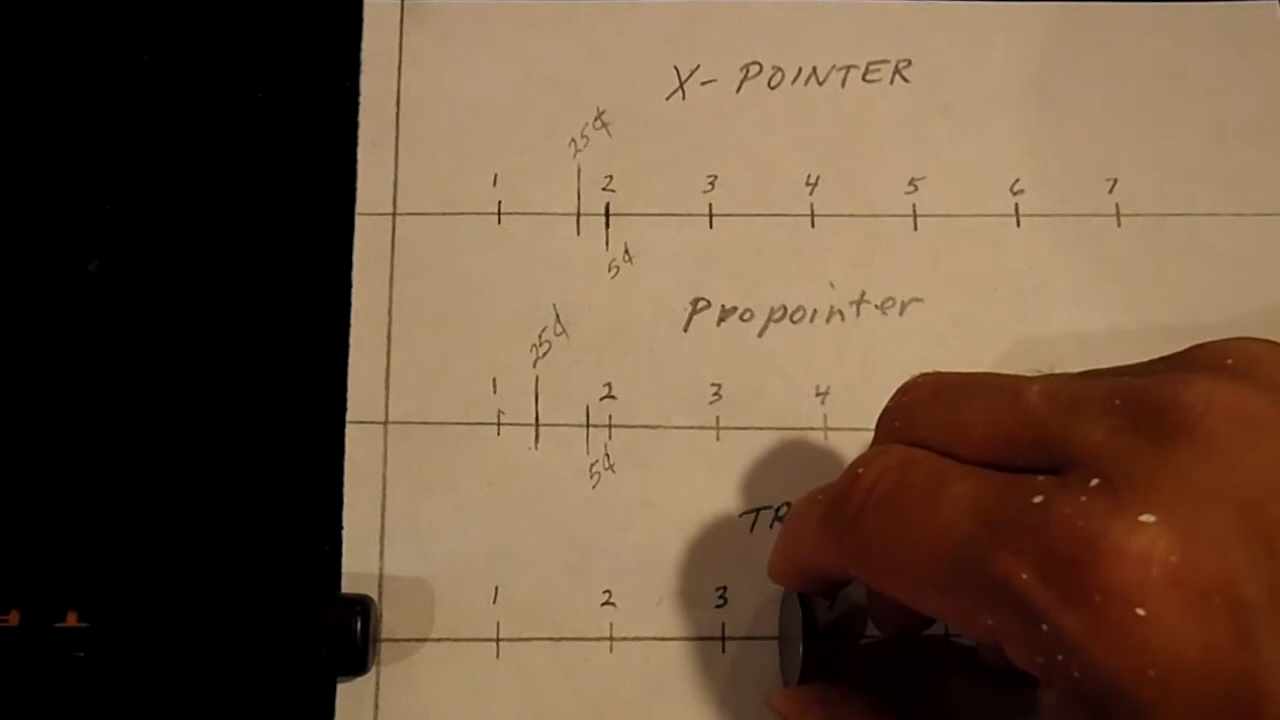 X-POINTER
25¢
1 2 3 4 5 6 7
5¢
Propointer
25¢
1 2 3 4
5¢
1 2 3